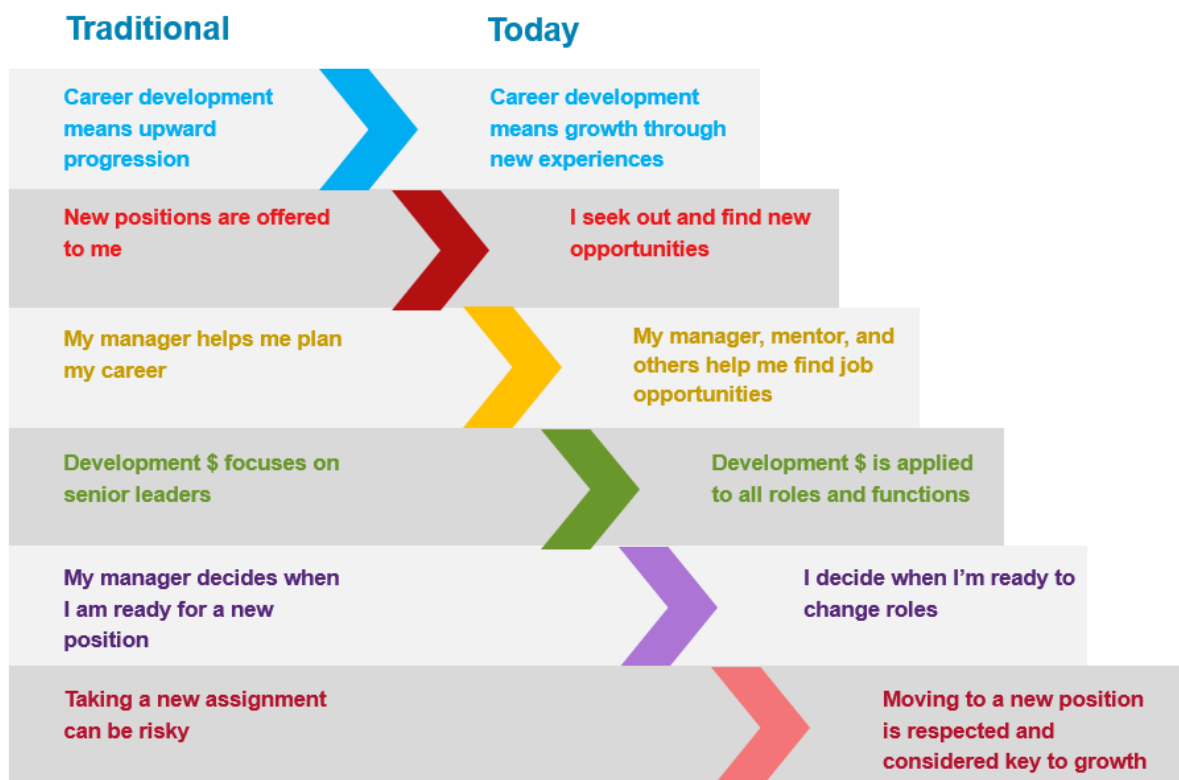 Traditional
Today
Career development
means upward
progression
Career development
means growth through
new experiences
New positions are offered
to me
I seek out and find new
opportunities
My manager helps me plan
my career
My manager, mentor, and
others help me find job
opportunities
Development $ focuses on
senior leaders
Development $ is applied
to all roles and functions
My manager decides when
I am ready for a new
position
I decide when I’m ready to
change roles
Taking a new assignment
can be risky
Moving to a new position
is respected and
considered key to growth